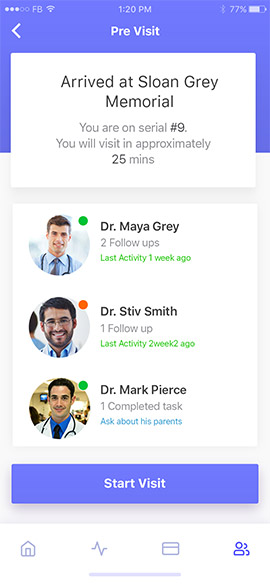 FB 1:20 PM 77%
Pre Visit
Arrived at Sloan Grey
Memorial
You are on serial #9.
You will visit in approximately
25 mins
Dr. Maya Grey
2 Follow ups
Last Activity 1 week ago
Dr. Stiv Smith
1 Follow up
Last Activity 2week2 ago
Dr. Mark Pierce
1 Completed task
Ask about his parents
Start Visit